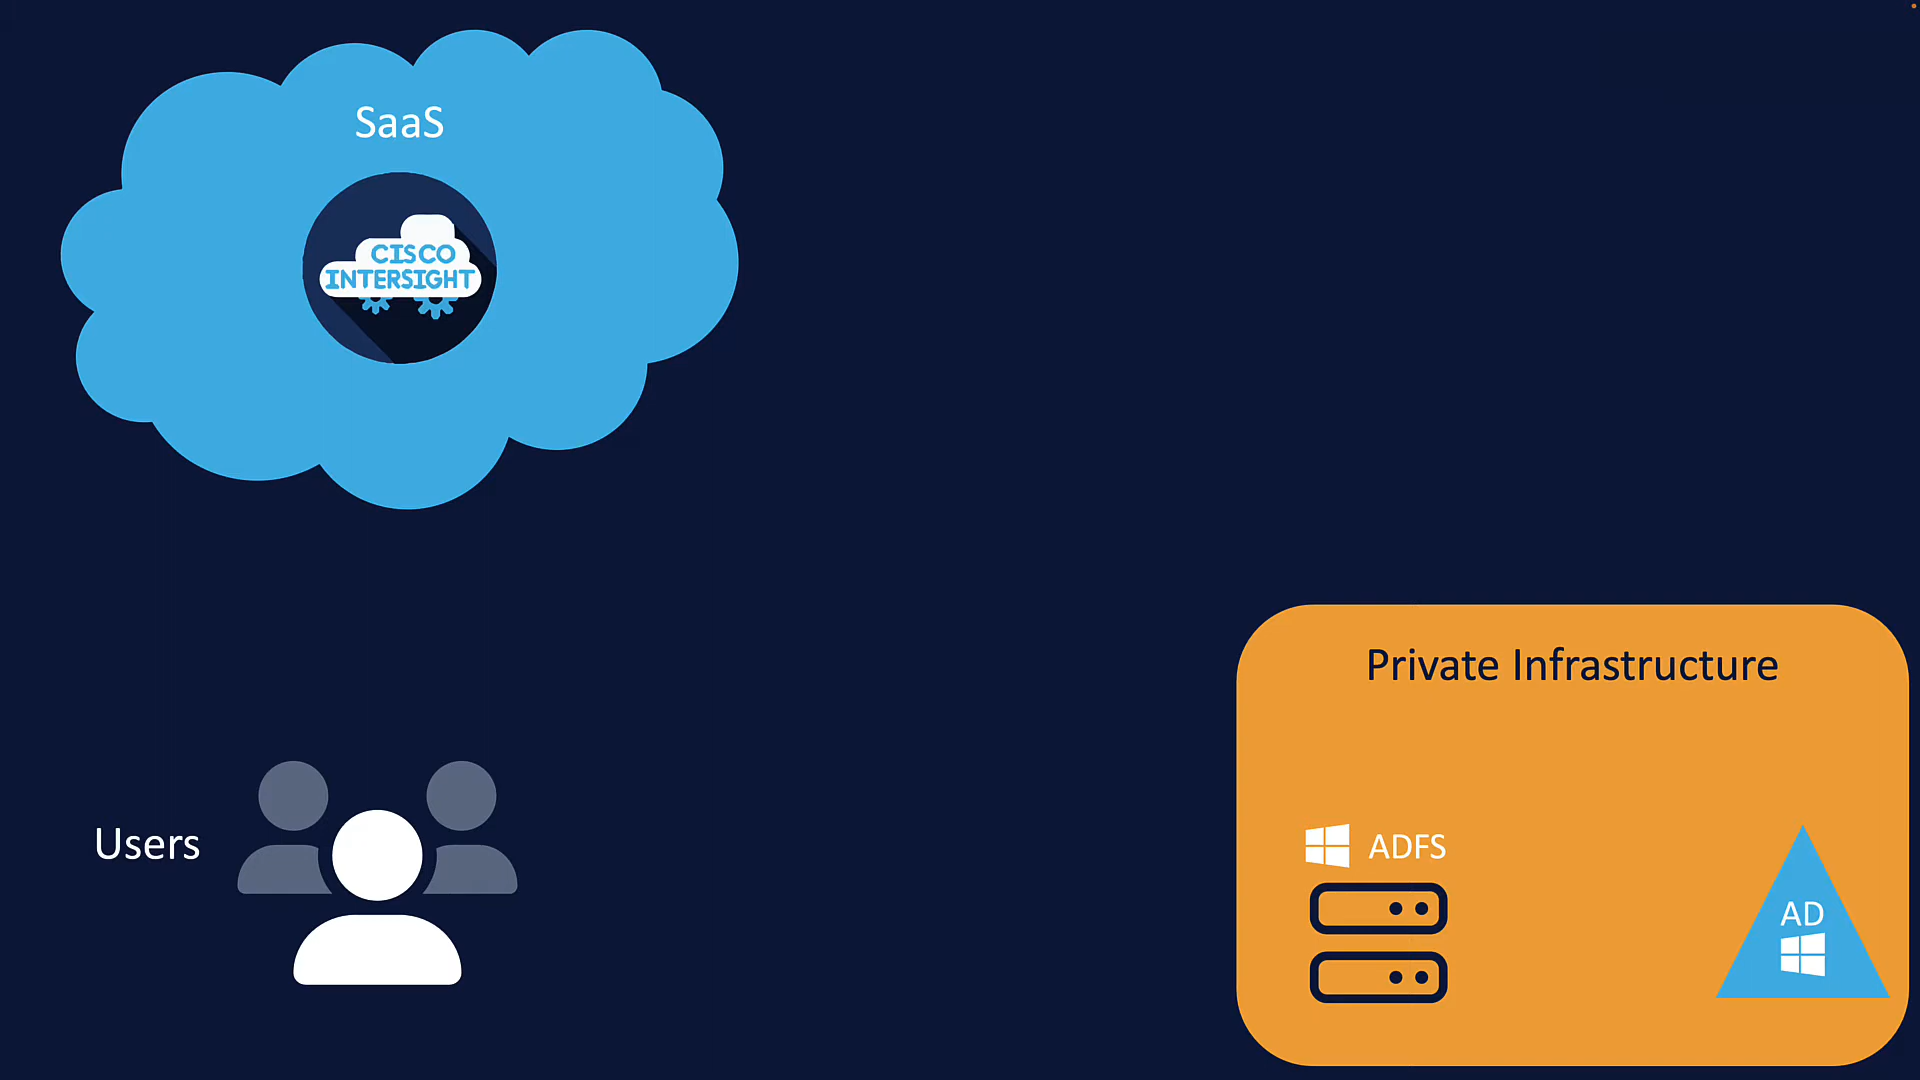 SaaS
CISCO
INTERSIGHT
Private Infrastructure
Users
ADFS
AD